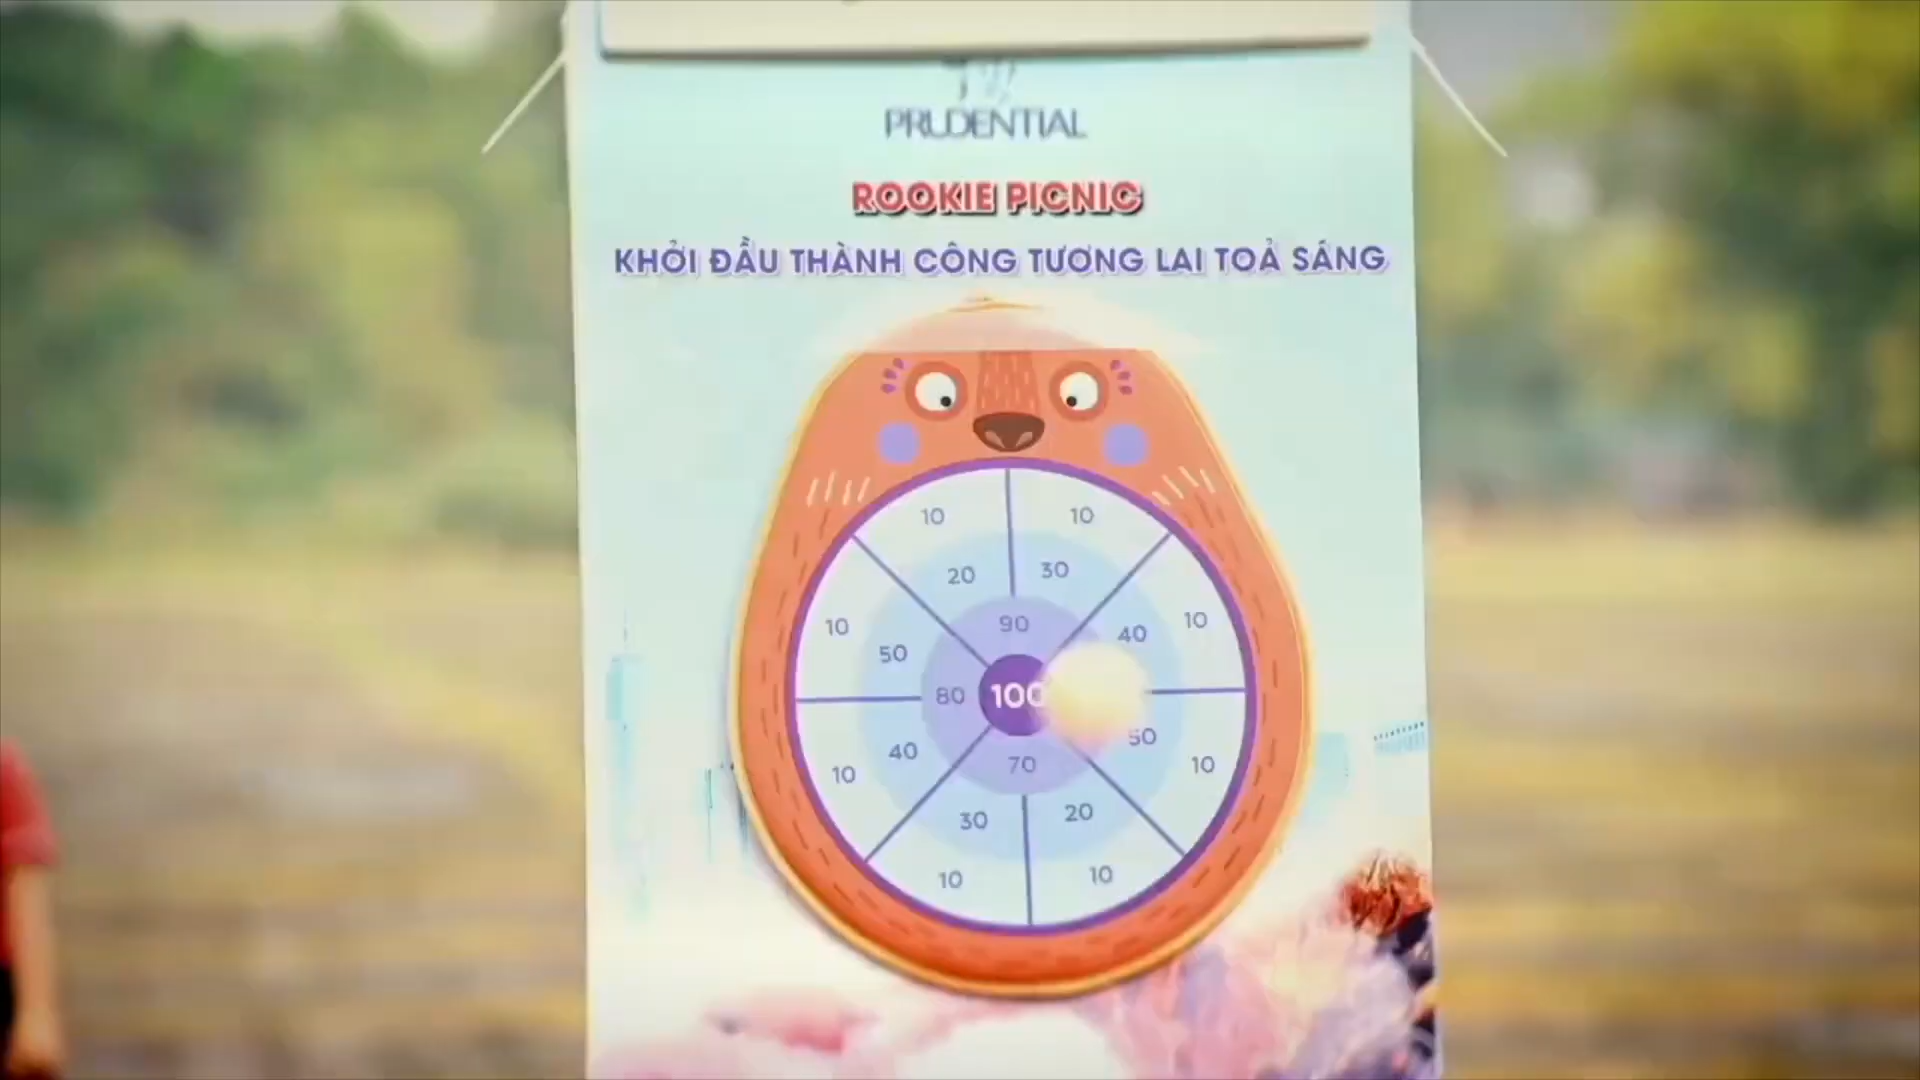 PRUDENTIAL
ROOKIE PICNIC
KHỞI ĐẦU THÀNH CÔNG TƯƠNG LAI TOẢ SÁNG
10 10
20 30
10 90 40 10
50
80 100
40 50
10 70 10
30 20
10 10